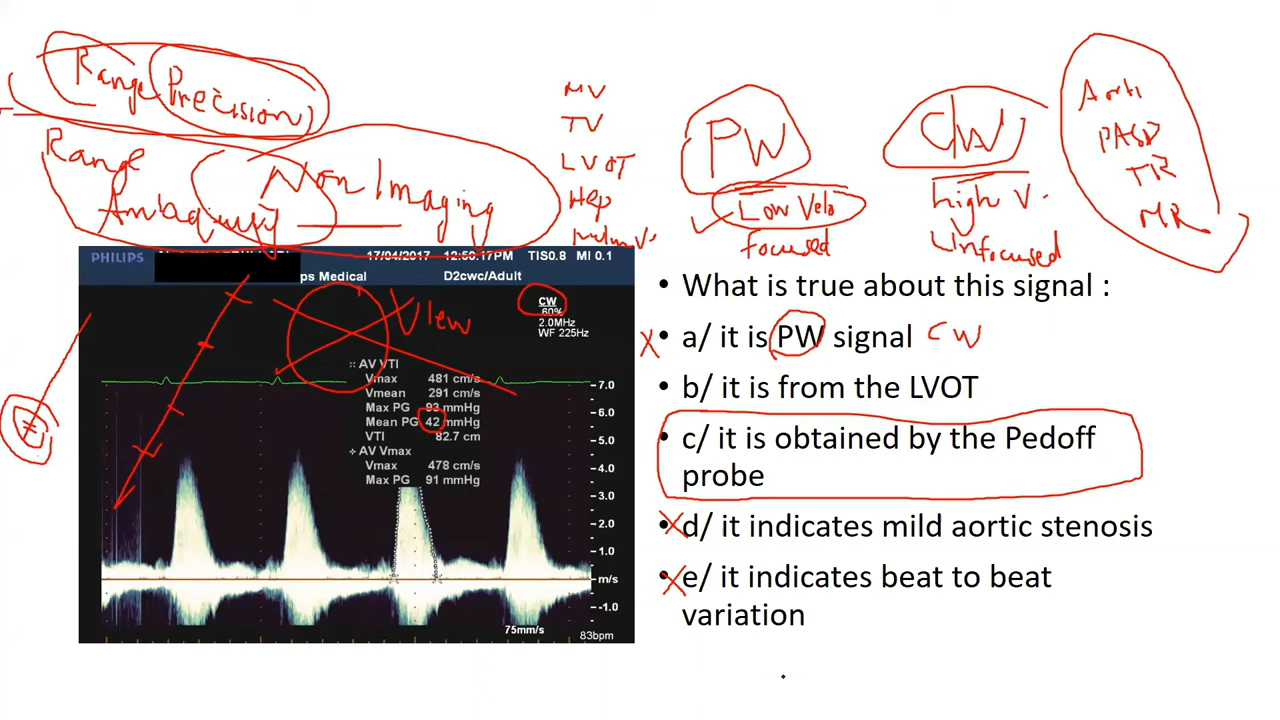 Range Precision
Range Ambiguity
Non Imaging
MV
TV
LVOT
Hep
PW
Low Velo
focused
CW
high V.
Unfocused
Aorti
PASP
TR
MR
PHILIPS
ps Medical
17/04/2017 12:50:17PM TIS0.8 MI 0.1
D2cwc/Adult
CW
60%
2.0MHz
WF 225Hz
View
AV VTI
Vmax 481 cm/s
Vmean 291 cm/s
Max PG 93 mmHg
Mean PG 42 mmHg
VTI 82.7 cm
AV Vmax
Vmax 478 cm/s
Max PG 91 mmHg
7.0
6.0
5.0
4.0
3.0
2.0
1.0
m/s
-1.0
75mm/s
83bpm
• What is true about this signal :
• a/ it is PW signal CW
• b/ it is from the LVOT
• c/ it is obtained by the Pedoff
probe
• d/ it indicates mild aortic stenosis
• e/ it indicates beat to beat
variation